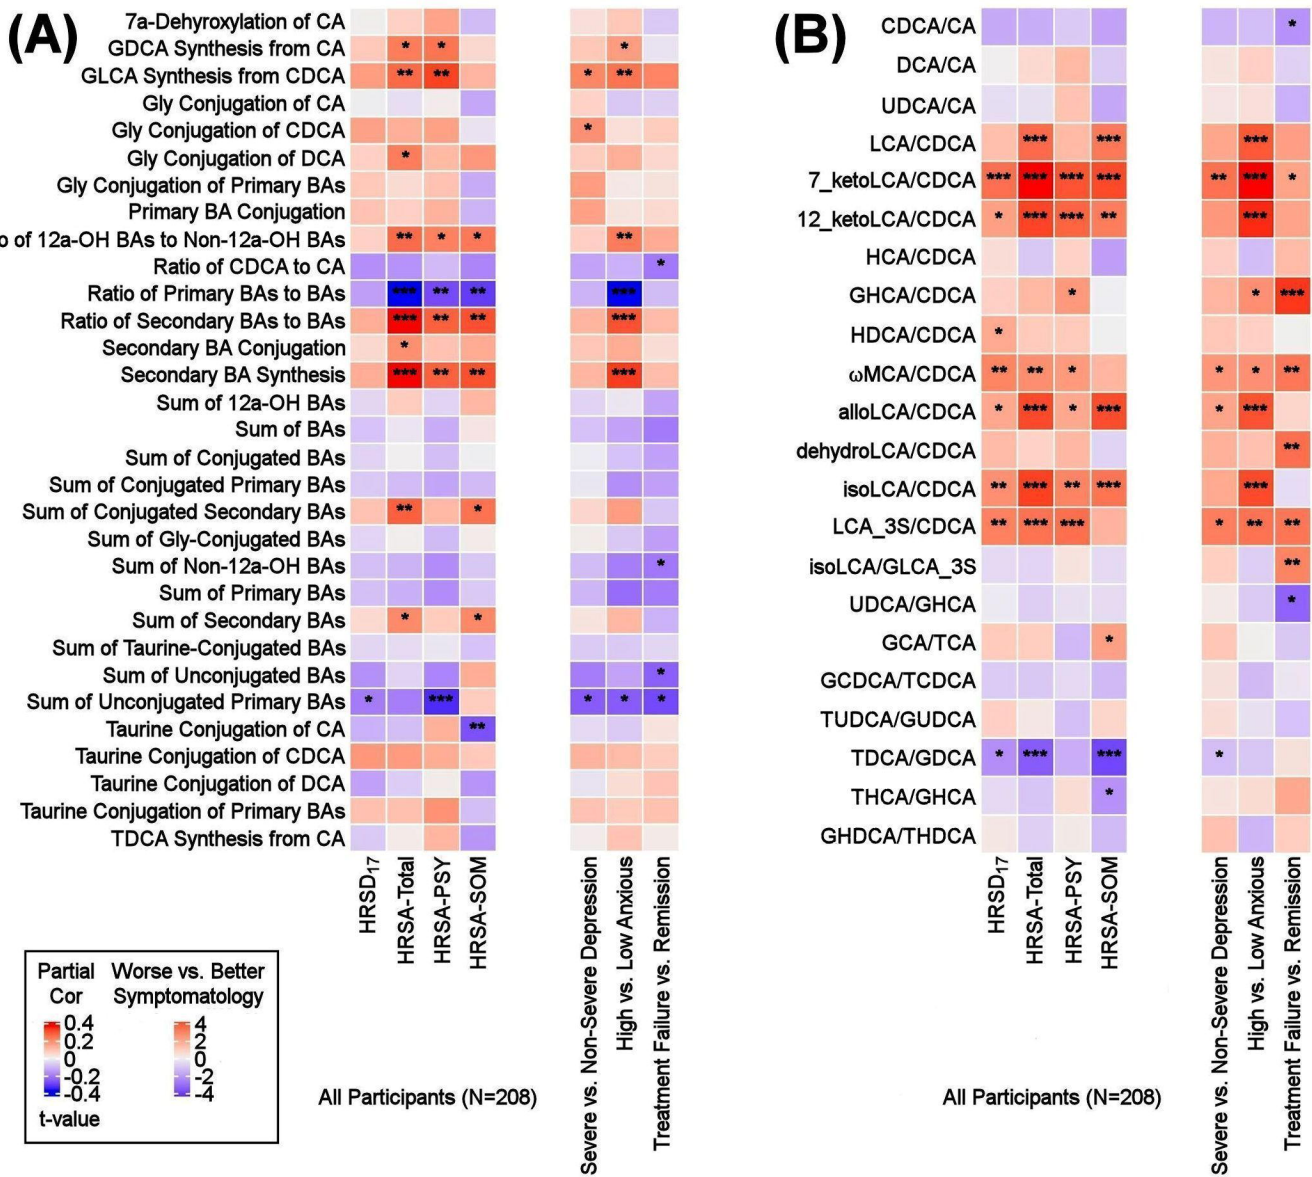 (A)
7a-Dehyroxylation of CA
GDCA Synthesis from CA * * *
GLCA Synthesis from CDCA ** ** * **
Gly Conjugation of CA
Gly Conjugation of CDCA *
Gly Conjugation of DCA *
Gly Conjugation of Primary BAs
Primary BA Conjugation
o of 12a-OH BAs to Non-12a-OH BAs ** * * **
Ratio of CDCA to CA *
Ratio of Primary BAs to BAs *** ** ** ***
Ratio of Secondary BAs to BAs *** ** ** ***
Secondary BA Conjugation *
Secondary BA Synthesis *** ** ** ***
Sum of 12a-OH BAs
Sum of BAs
Sum of Conjugated BAs
Sum of Conjugated Primary BAs
Sum of Conjugated Secondary BAs ** *
Sum of Gly-Conjugated BAs
Sum of Non-12a-OH BAs *
Sum of Primary BAs
Sum of Secondary BAs * *
Sum of Taurine-Conjugated BAs
Sum of Unconjugated BAs *
Sum of Unconjugated Primary BAs * *** * * *
Taurine Conjugation of CA **
Taurine Conjugation of CDCA
Taurine Conjugation of DCA
Taurine Conjugation of Primary BAs
TDCA Synthesis from CA
HRSD17
HRSA-Total
HRSA-PSY
HRSA-SOM
Severe vs. Non-Severe Depression
High vs. Low Anxious
Treatment Failure vs. Remission
All Participants (N=208)
Partial Cor
0.4
0.2
0
-0.2
-0.4
t-value
Worse vs. Better
Symptomatology
4
2
0
-2
-4
(B)
CDCA/CA *
DCA/CA
UDCA/CA
LCA/CDCA *** *** ***
7_ketoLCA/CDCA *** *** *** *** ** *** *
12_ketoLCA/CDCA * *** *** ** ***
HCA/CDCA
GHCA/CDCA * * ***
HDCA/CDCA *
ωMCA/CDCA ** ** * * * **
alloLCA/CDCA * *** * *** * ***
dehydroLCA/CDCA **
isoLCA/CDCA ** *** ** *** ***
LCA_3S/CDCA ** *** *** * ** **
isoLCA/GLCA_3S **
UDCA/GHCA *
GCA/TCA *
GCDCA/TCDCA
TUDCA/GUDCA
TDCA/GDCA * *** *** *
THCA/GHCA *
GHDCA/THDCA
HRSD17
HRSA-Total
HRSA-PSY
HRSA-SOM
Severe vs. Non-Severe Depression
High vs. Low Anxious
Treatment Failure vs. Remission
All Participants (N=208)